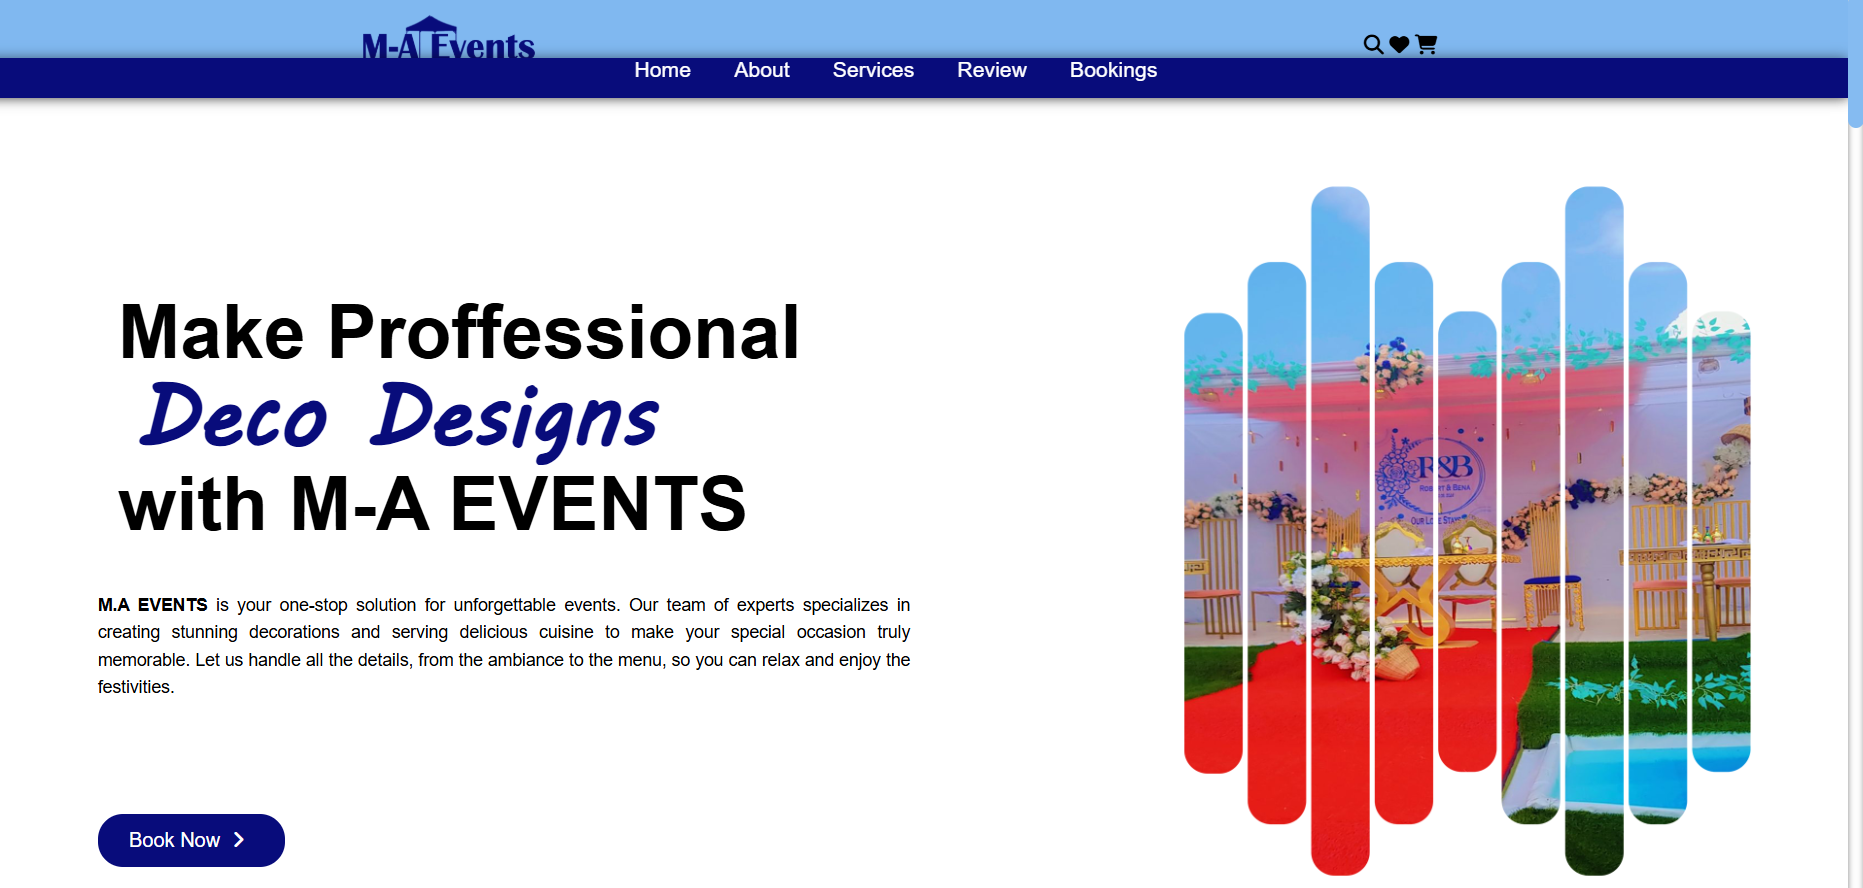 M-A Events
Home About Services Review Bookings
Make Proffessional
Deco Designs
with M-A EVENTS
M.A EVENTS is your one-stop solution for unforgettable events. Our team of experts specializes in
creating stunning decorations and serving delicious cuisine to make your special occasion truly
memorable. Let us handle all the details, from the ambiance to the menu, so you can relax and enjoy the
festivities.
Book Now
R&B
& BENA
OUR